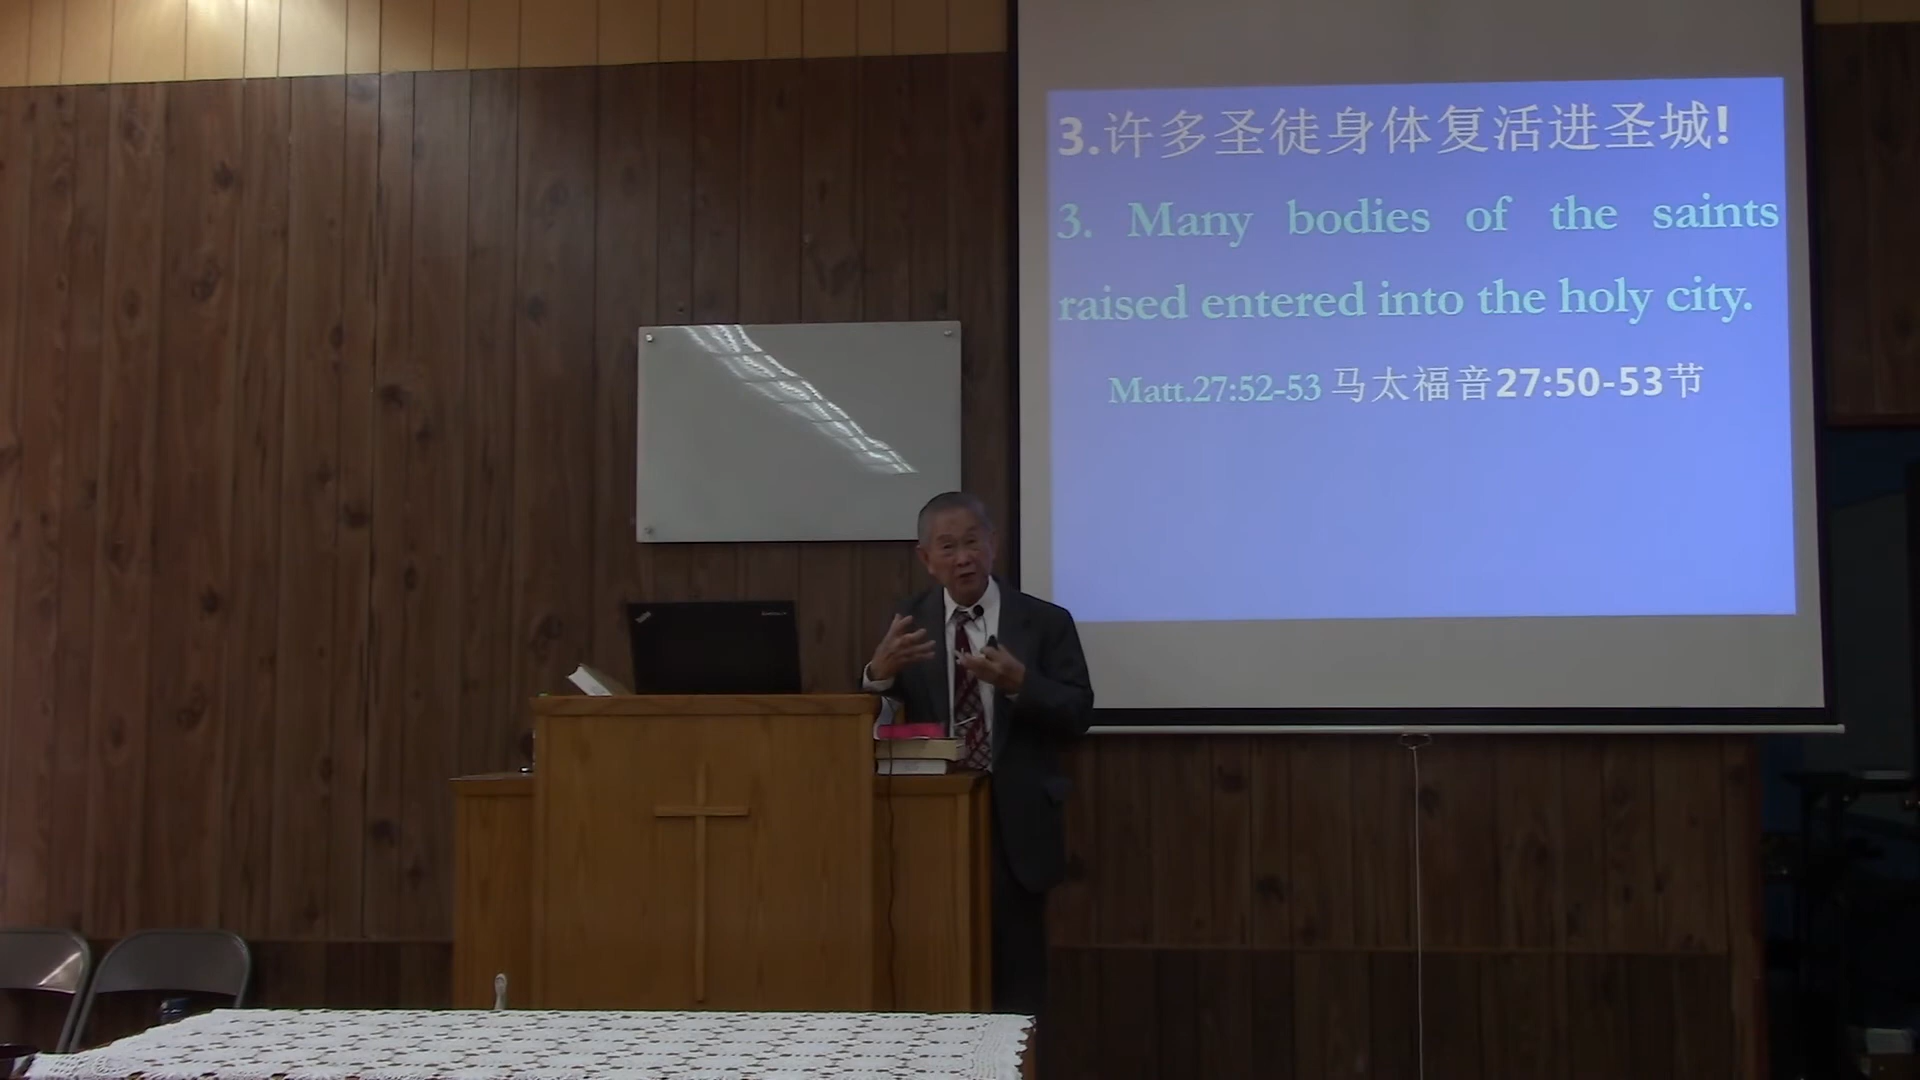 3.许多圣徒身体复活进圣城!
3. Many bodies of the saints
raised entered into the holy city.
Matt.27:52-53 马太福音27:50-53节